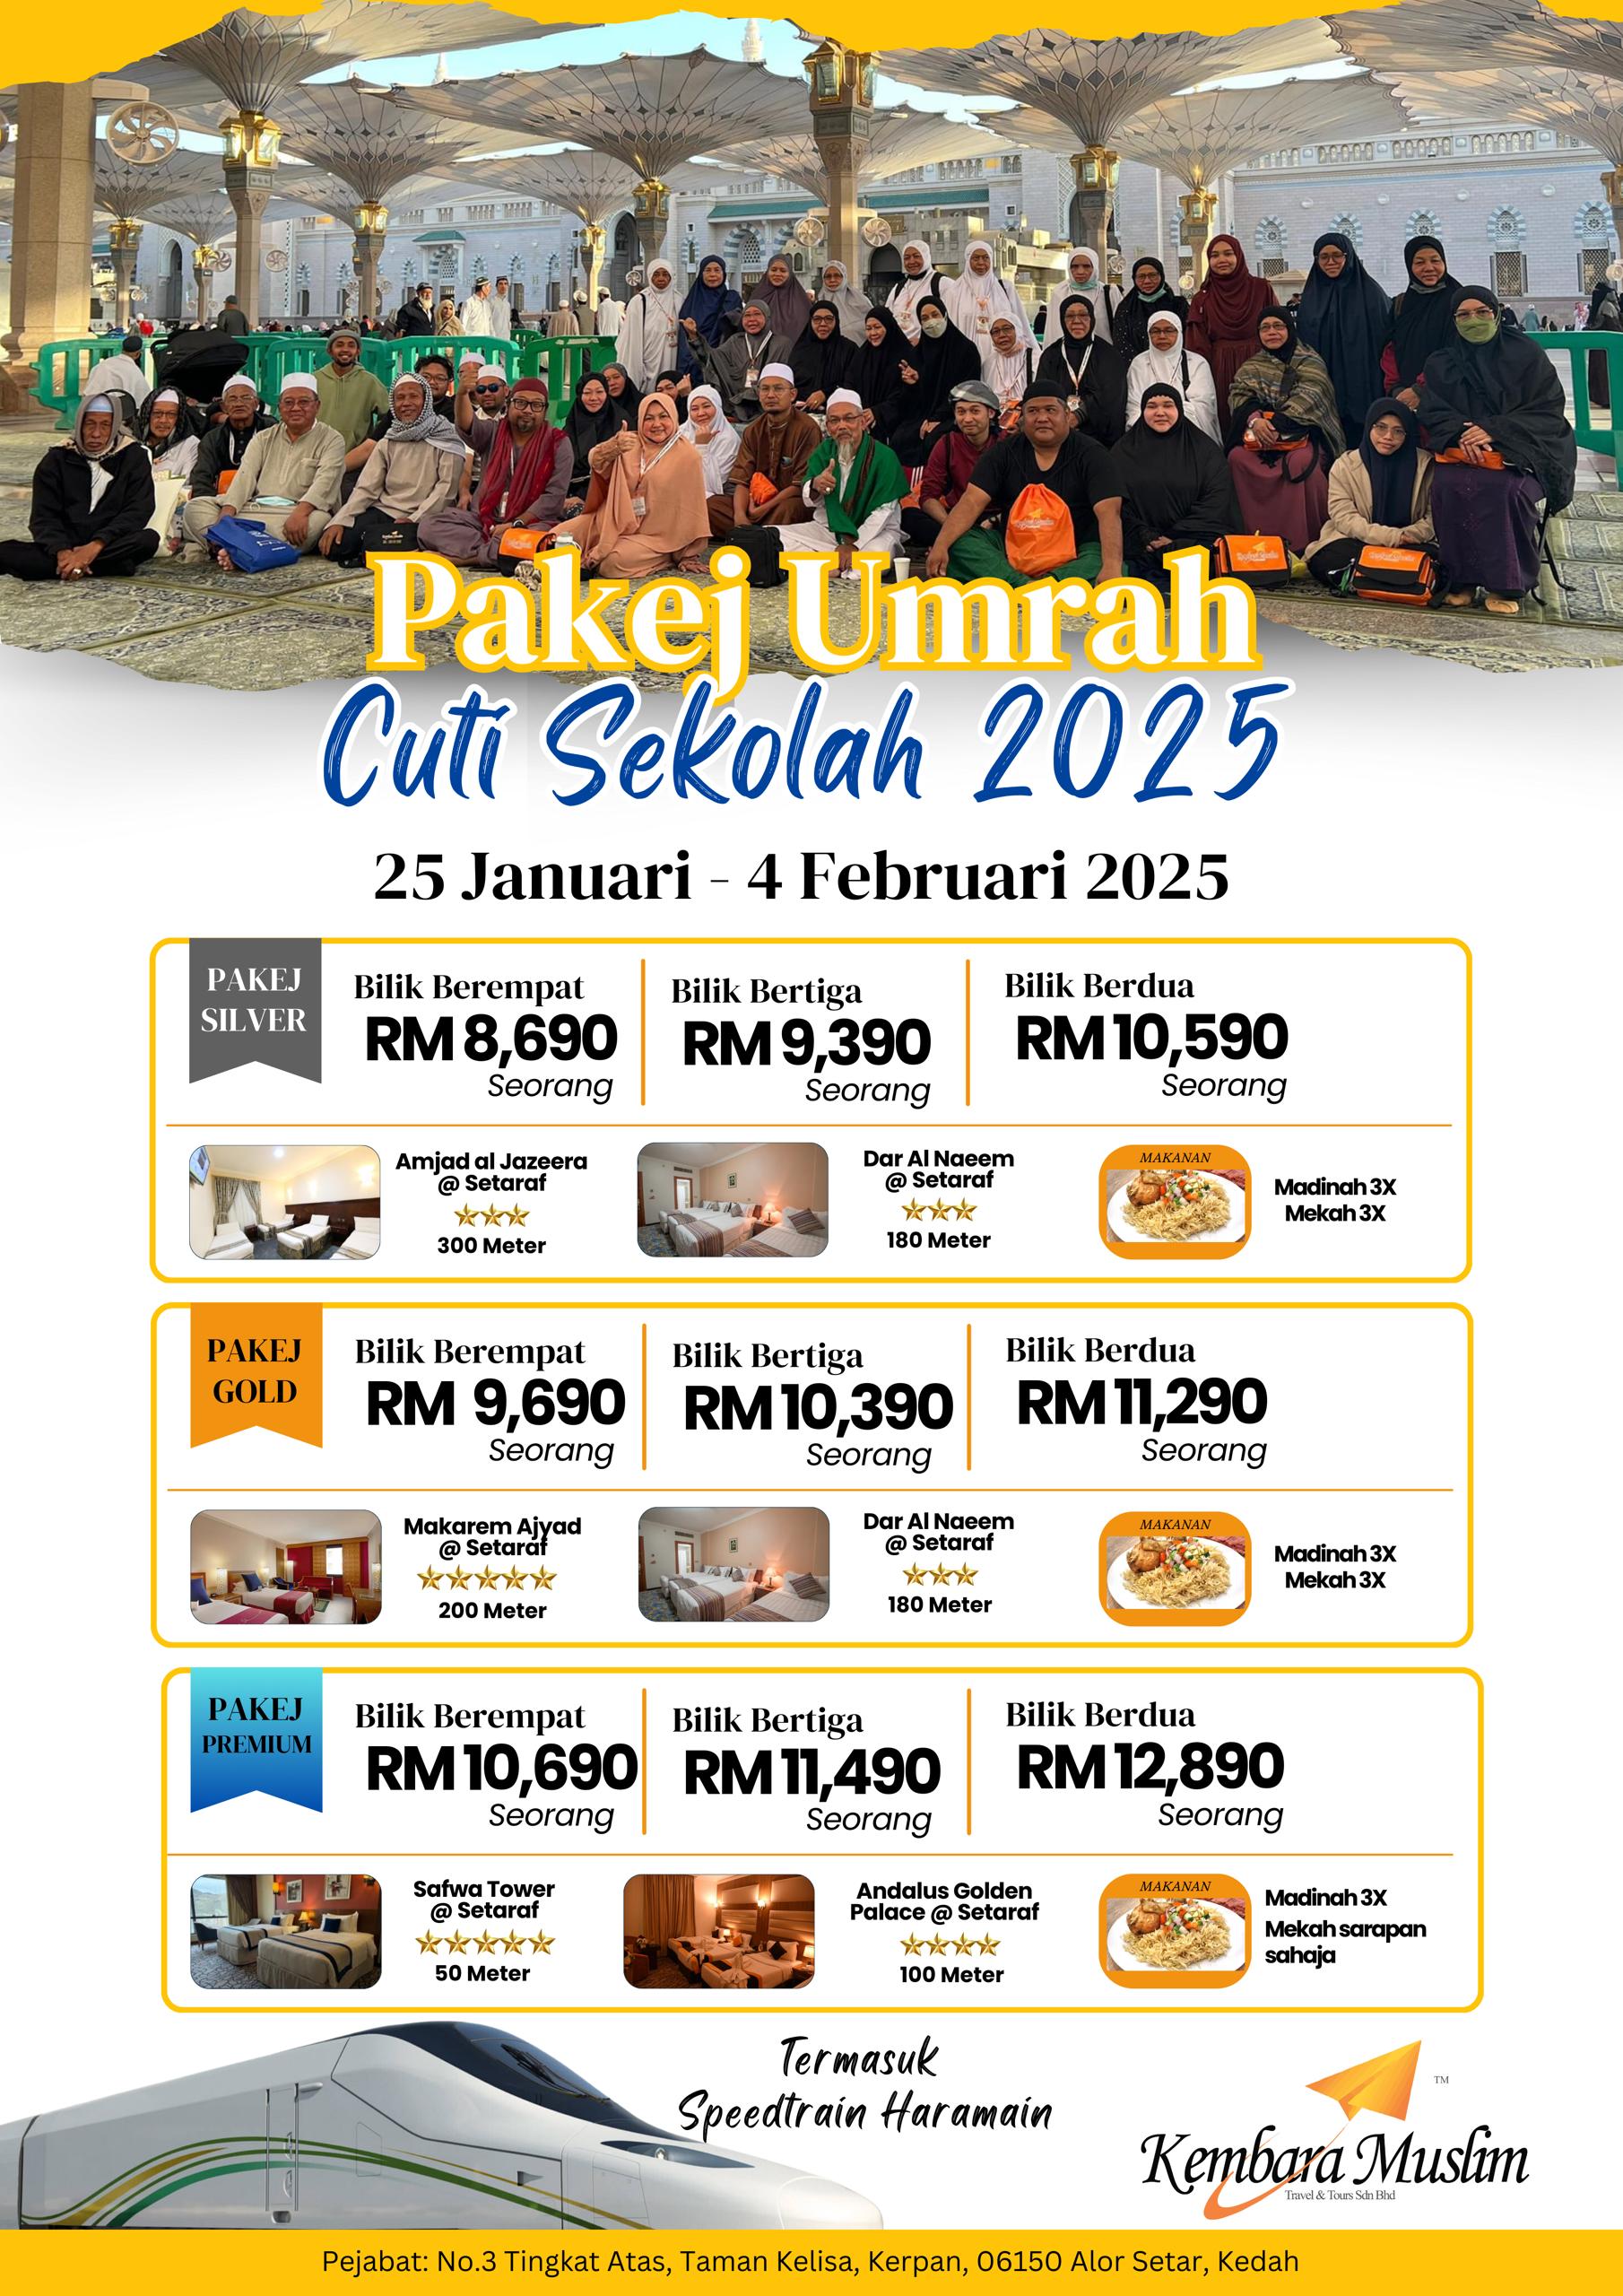 Pakej Umrah
Cuti Sekolah 2025
25 Januari - 4 Februari 2025
PAKEJ
SILVER
Bilik Berempat
RM 8,690
Seorang
Bilik Bertiga
RM 9,390
Seorang
Bilik Berdua
RM 10,590
Seorang
Amjad al Jazeera
@ Setaraf
300 Meter
Dar Al Naeem
@ Setaraf
180 Meter
MAKANAN
Madinah 3X
Mekah 3X
PAKEJ
GOLD
Bilik Berempat
RM 9,690
Seorang
Bilik Bertiga
RM 10,390
Seorang
Bilik Berdua
RM 11,290
Seorang
Makarem Ajyad
@ Setaraf
200 Meter
Dar Al Naeem
@ Setaraf
180 Meter
MAKANAN
Madinah 3X
Mekah 3X
PAKEJ
PREMIUM
Bilik Berempat
RM 10,690
Seorang
Bilik Bertiga
RM 11,490
Seorang
Bilik Berdua
RM 12,890
Seorang
Safwa Tower
@ Setaraf
50 Meter
Andalus Golden
Palace @ Setaraf
100 Meter
MAKANAN
Madinah 3X
Mekah sarapan
sahaja
Termasuk
Speedtrain Haramain
TM
Kembara Muslim
Travel & Tours Sdn Bhd
Pejabat: No.3 Tingkat Atas, Taman Kelisa, Kerpan, 06150 Alor Setar, Kedah